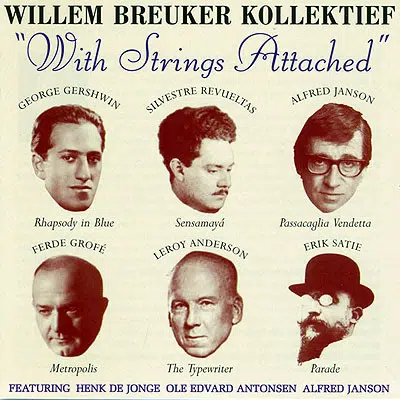 WILLEM BREUKER KOLLEKTIEF
"With Strings Attached"
GEORGE GERSHWIN
SILVESTRE REVUELTAS
ALFRED JANSON
Rhapsody in Blue
Sensamayá
Passacaglia Vendetta
FERDE GROFÉ
LEROY ANDERSON
ERIK SATIE
Metropolis
The Typewriter
Parade
FEATURING HENK DE JONGE OLE EDVARD ANTONSEN ALFRED JANSON